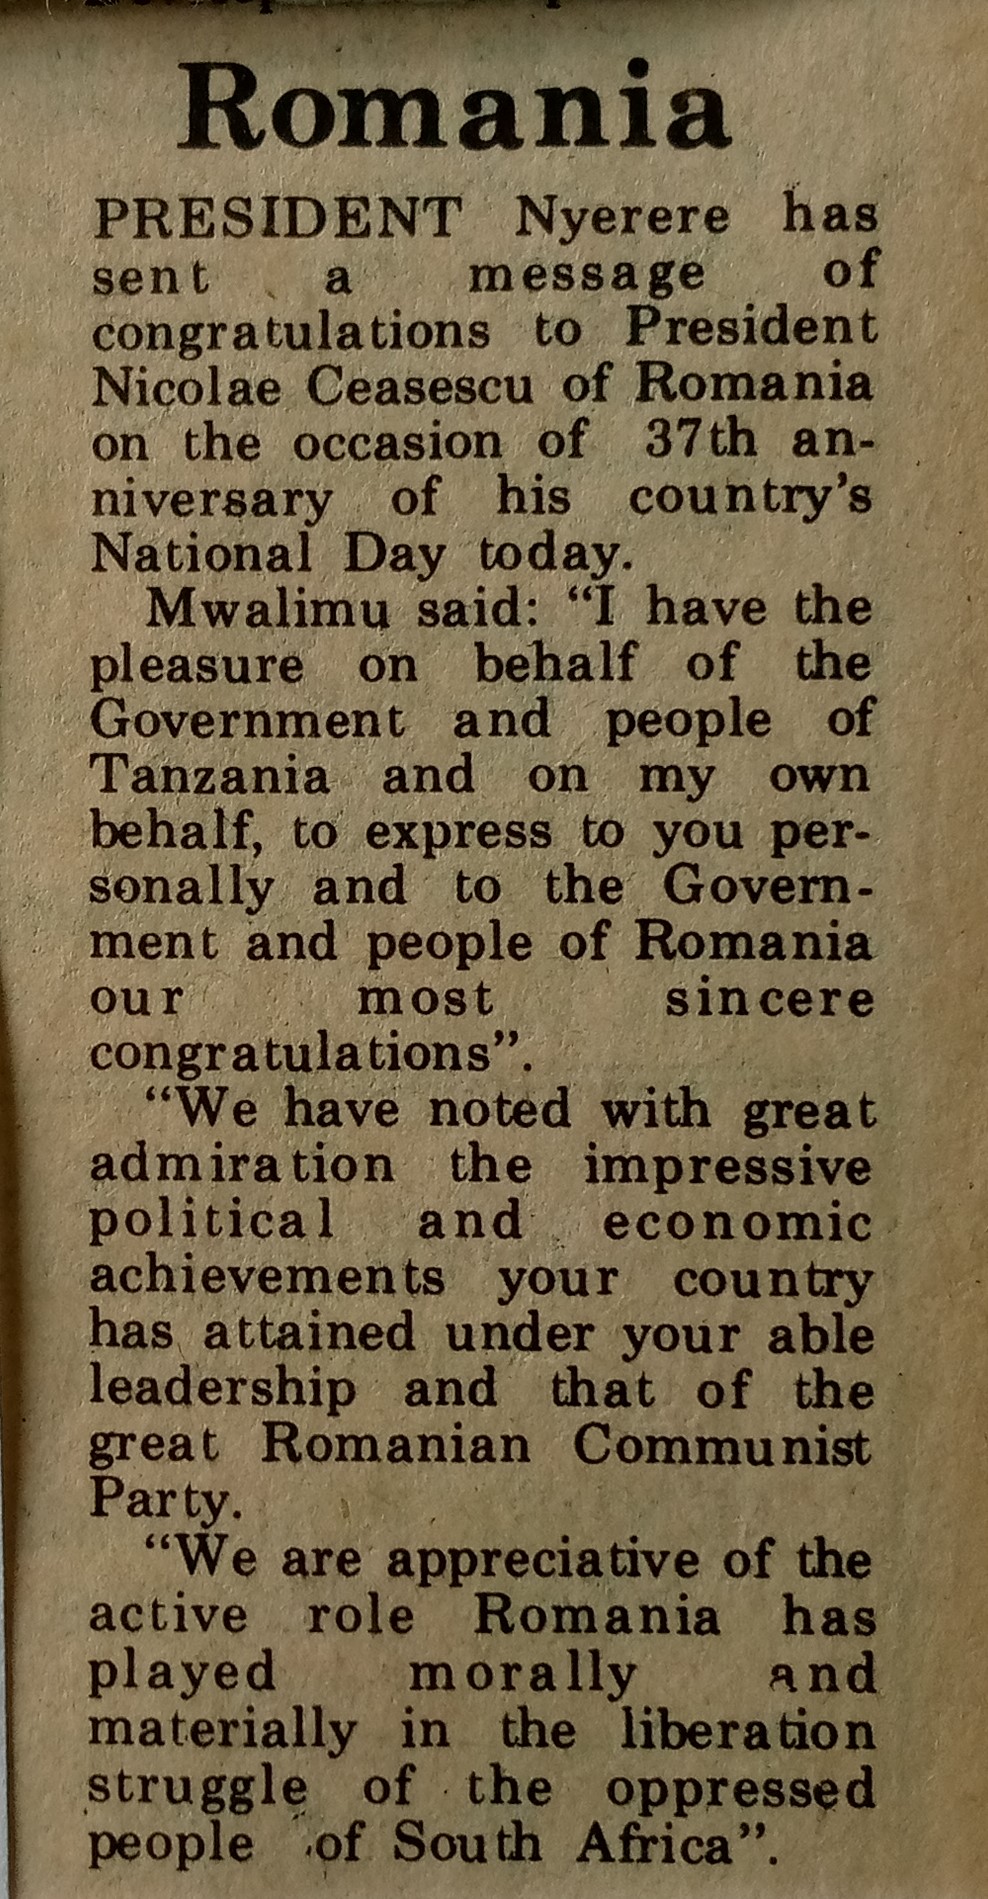 Romania
PRESIDENT Nyerere has
sent a message of
congratulations to President
Nicolae Ceasescu of Romania
on the occasion of 37th an-
niversary of his country's
National Day today.
Mwalimu said: “I have the
pleasure on behalf of the
Government and people of
Tanzania and on my own
behalf, to express to you per-
sonally and to the Govern-
ment and people of Romania
our most sincere
congratulations”.
“We have noted with great
admiration the impressive
political and economic
achievements your country
has attained under your able
leadership and that of the
great Romanian Communist
Party.
“We are appreciative of the
active role Romania has
played morally and
materially in the liberation
struggle of the oppressed
people of South Africa”.